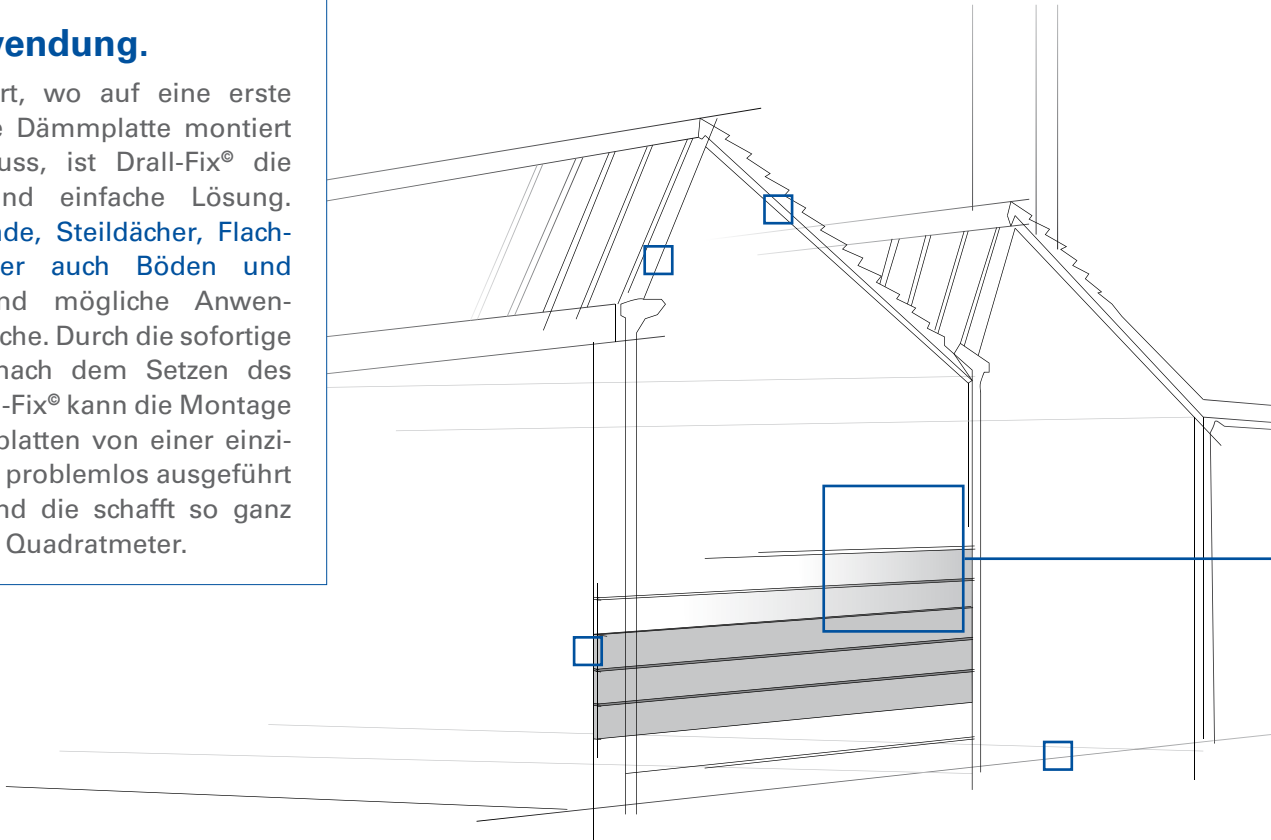 vendung.
rt, wo auf eine erste
e Dämmplatte montiert
uss, ist Drall-Fix© die
nd einfache Lösung.
de, Steildächer, Flach-
er auch Böden und
nd mögliche Anwen-
che. Durch die sofortige
nach dem Setzen des
l-Fix© kann die Montage
platten von einer einzi-
problemlos ausgeführt
nd die schafft so ganz
Quadratmeter.